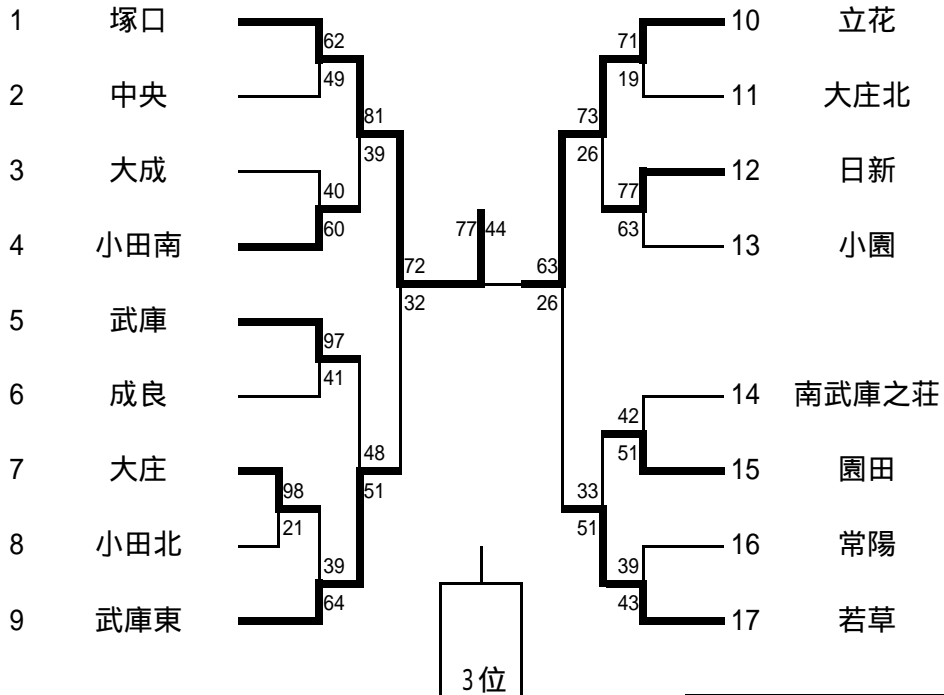 1 塚口
62
49
2 中央
81
39
3 大成
40
60
4 小田南
72
32
5 武庫
97
41
6 成良
48
51
7 大庄
98
21
8 小田北
39
64
9 武庫東
77 44
3位
71
19
10 立花
11 大庄北
73
26
77
63
12 日新
13 小園
63
26
42
51
14 南武庫之荘
15 園田
33
51
39
43
16 常陽
17 若草